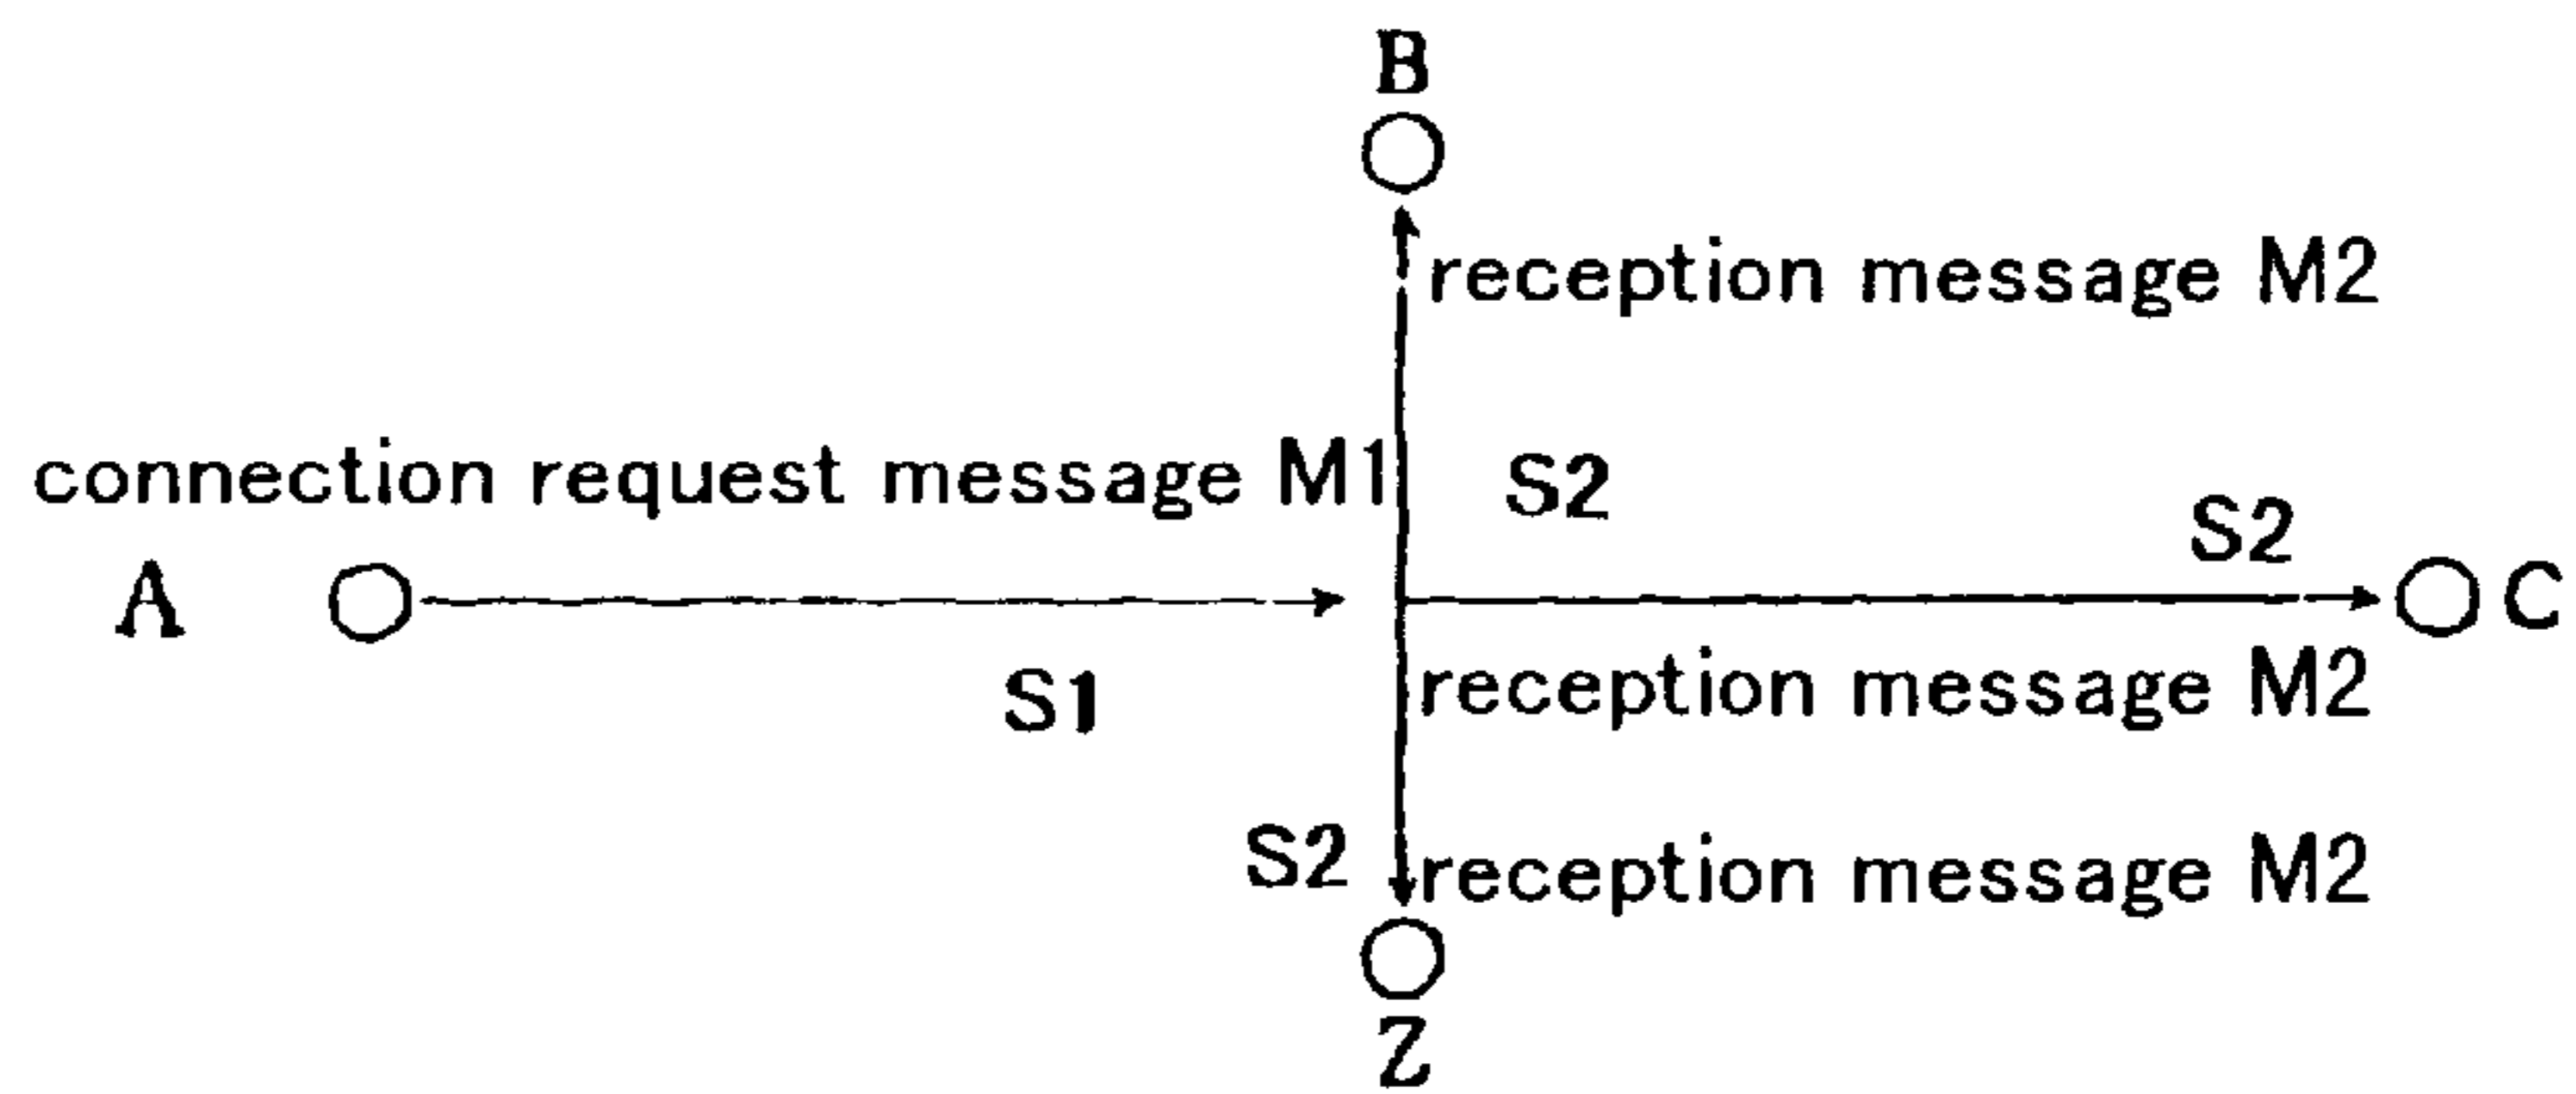 B
reception message M2
connection request message M1
S2
S2
A
C
S1
reception message M2
S2
reception message M2
Z